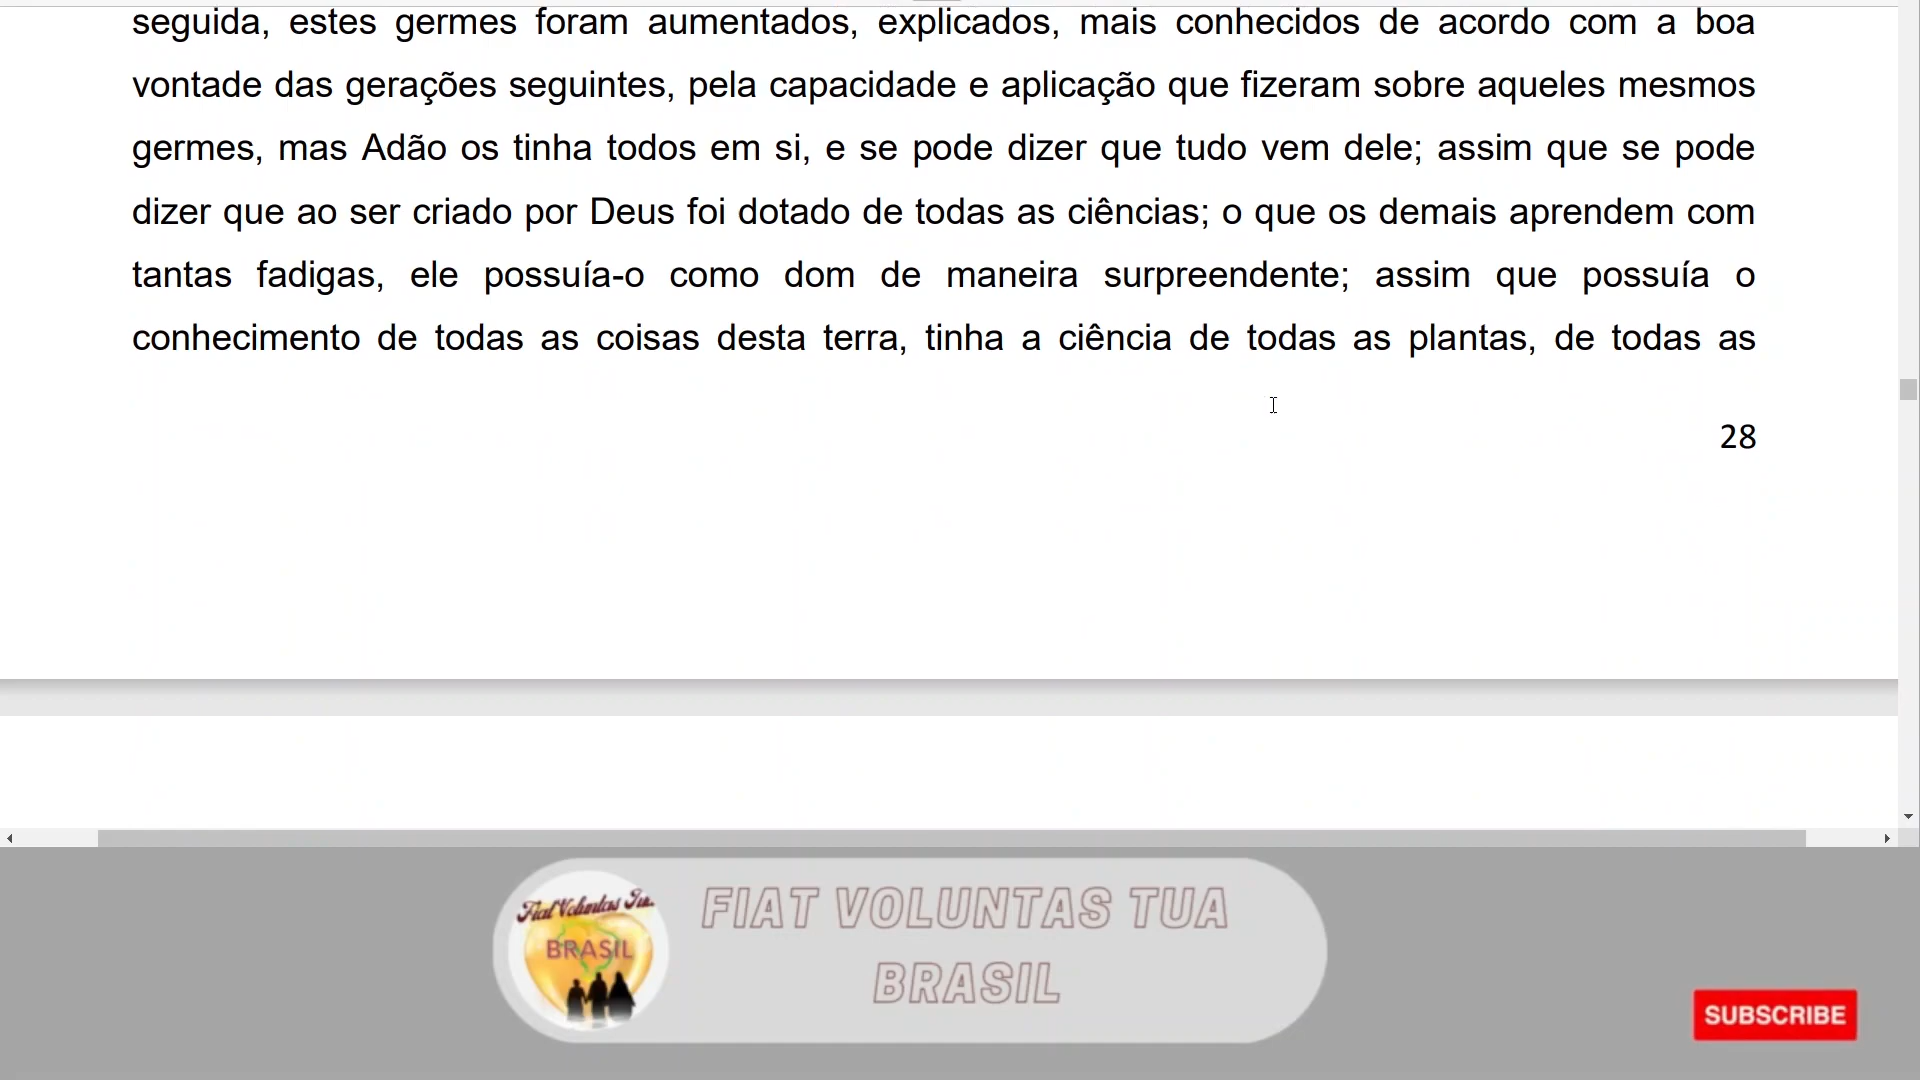 seguida, estes germes foram aumentados, explicados, mais conhecidos de acordo com a boa
vontade das gerações seguintes, pela capacidade e aplicação que fizeram sobre aqueles mesmos
germes, mas Adão os tinha todos em si, e se pode dizer que tudo vem dele; assim que se pode
dizer que ao ser criado por Deus foi dotado de todas as ciências; o que os demais aprendem com
tantas fadigas, ele possuía-o como dom de maneira surpreendente; assim que possuía o
conhecimento de todas as coisas desta terra, tinha a ciência de todas as plantas, de todas as
28
Fiat Voluntas Tua
BRASIL
FIAT VOLUNTAS TUA
BRASIL
SUBSCRIBE